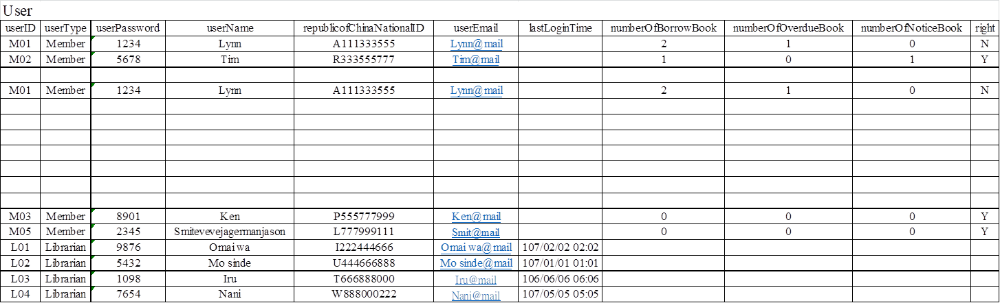 User
userID userType userPassword userName republicofChinaNationalID userEmail lastLoginTime numberOfBorrowBook numberOfOverdueBook numberOfNoticeBook right
M01 Member 1234 Lynn A111333555 Lynn@mail 2 1 0 N
M02 Member 5678 Tim R333555777 Tim@mail 1 0 1 Y
M01 Member 1234 Lynn A111333555 Lynn@mail 2 1 0 N
M03 Member 8901 Ken P555777999 Ken@mail 0 0 0 Y
M05 Member 2345 Smitevevejagermanjason L777999111 Smit@mail 0 0 0 Y
L01 Librarian 9876 Omai wa I222444666 Omai wa@mail 107/02/02 02:02
L02 Librarian 5432 Mo sinde U444666888 Mo sinde@mail 107/01/01 01:01
L03 Librarian 1098 Iru T666888000 Iru@mail 106/06/06 06:06
L04 Librarian 7654 Nani W888000222 Nani@mail 107/05/05 05:05